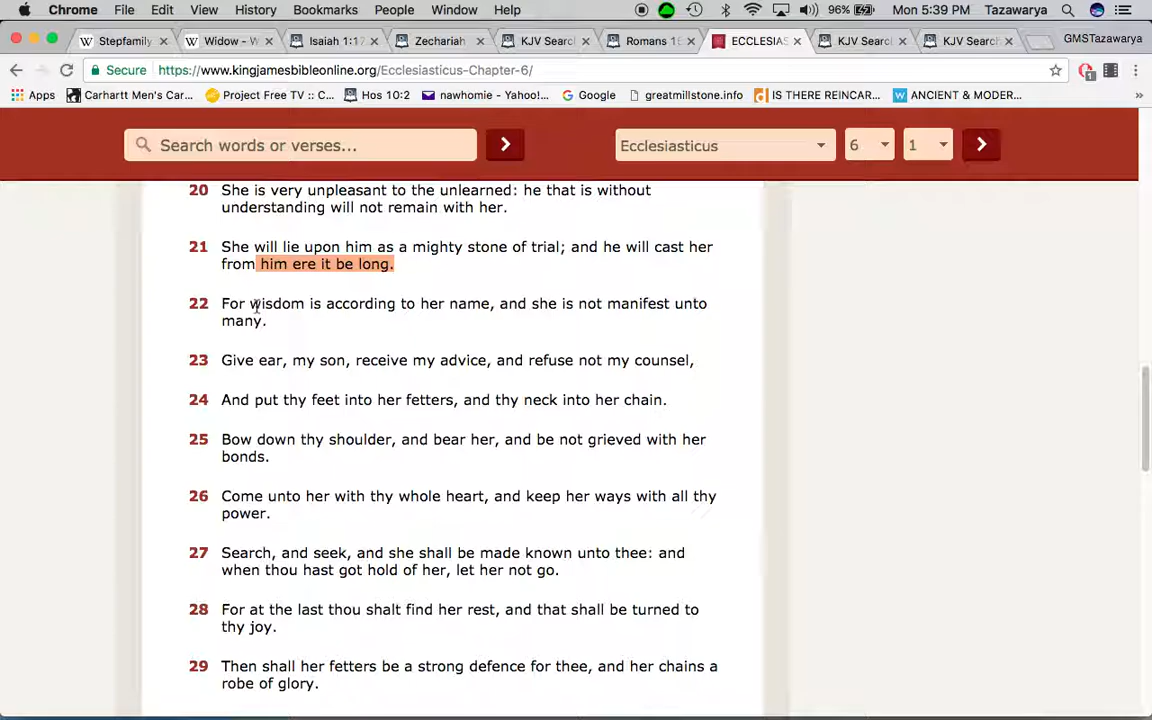 Chrome File Edit View History Bookmarks People Window Help 96% Mon 5:39 PM Tazawarya
Stepfamily Widow - W Isaiah 1:17 Zechariah KJV Searc Romans 15 ECCLESIAS KJV Searc KJV Searc GMSTazawarya
Secure https://www.kingjamesbibleonline.org/Ecclesiasticus-Chapter-6/
Apps Carhartt Men's Car... Project Free TV :: C... Hos 10:2 nawhomie - Yahoo!... Google greatmillstone.info IS THERE REINCAR... ANCIENT & MODER... »
Search words or verses... Ecclesiasticus 6 1
20 She is very unpleasant to the unlearned: he that is without
understanding will not remain with her.
21 She will lie upon him as a mighty stone of trial; and he will cast her
from him ere it be long.
22 For wisdom is according to her name, and she is not manifest unto
many.
23 Give ear, my son, receive my advice, and refuse not my counsel,
24 And put thy feet into her fetters, and thy neck into her chain.
25 Bow down thy shoulder, and bear her, and be not grieved with her
bonds.
26 Come unto her with thy whole heart, and keep her ways with all thy
power.
27 Search, and seek, and she shall be made known unto thee: and
when thou hast got hold of her, let her not go.
28 For at the last thou shalt find her rest, and that shall be turned to
thy joy.
29 Then shall her fetters be a strong defence for thee, and her chains a
robe of glory.